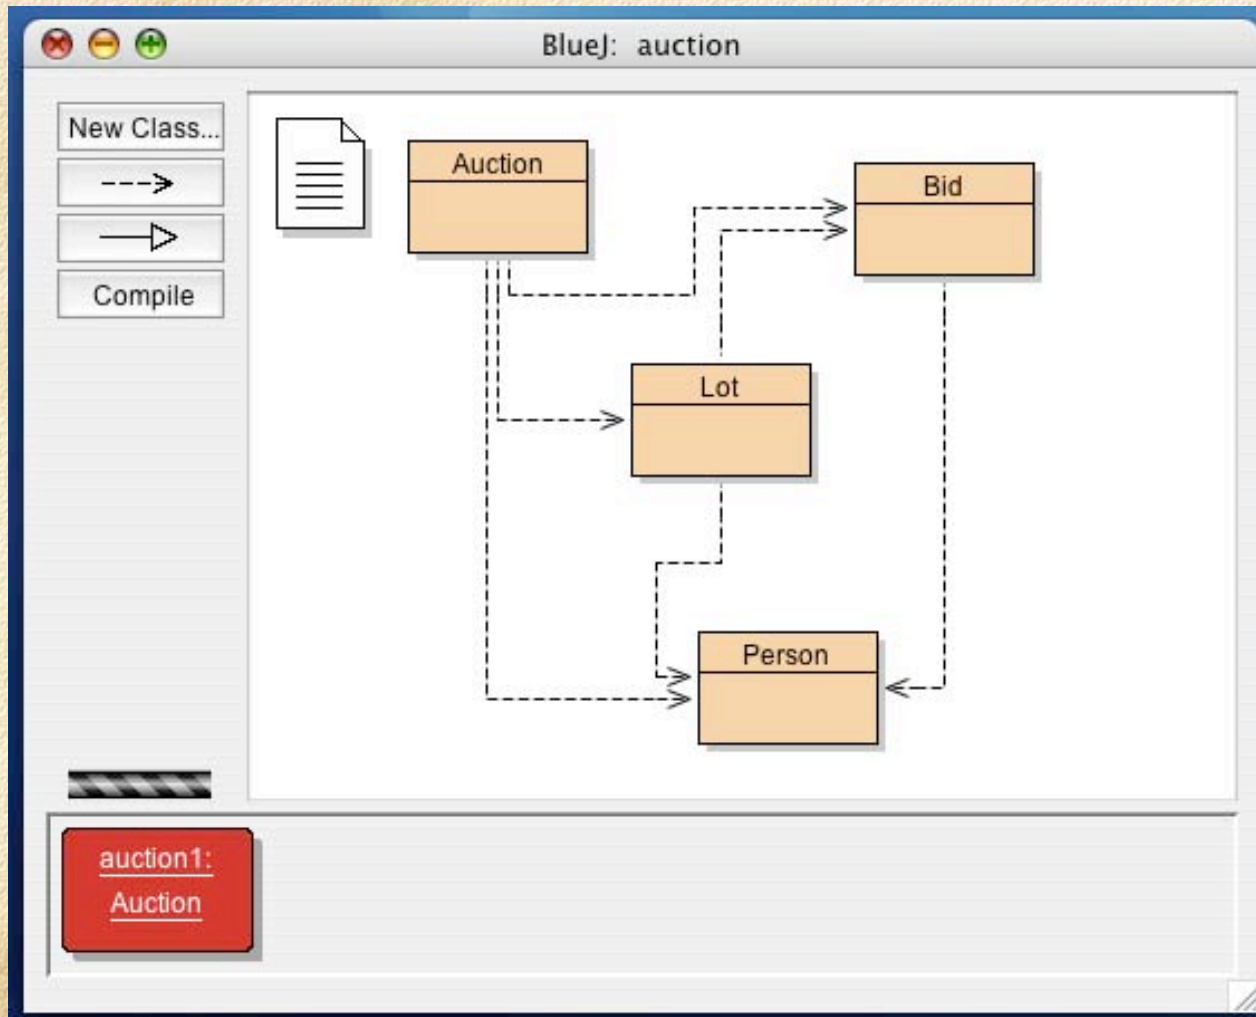 BlueJ: auction
New Class...
Compile
Auction
Bid
Lot
Person
auction1:
Auction